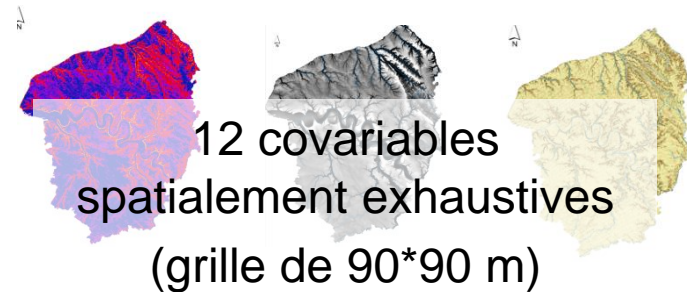 N
N
12 covariables
spatialement exhaustives
(grille de 90*90 m)